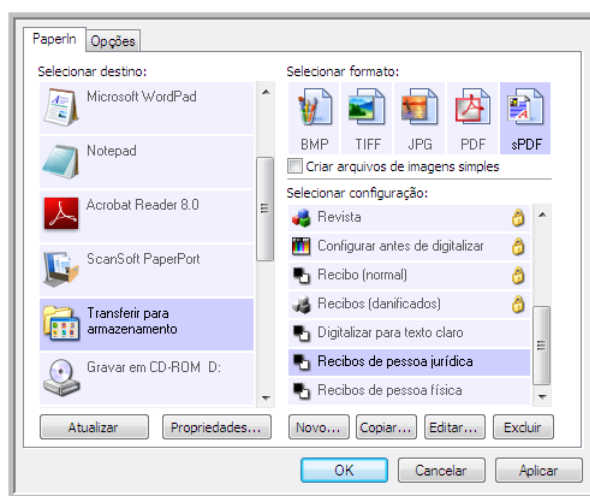 PaperIn
Opções
Selecionar destino:
Microsoft WordPad
Notepad
Acrobat Reader 8.0
ScanSoft PaperPort
Transferir para
armazenamento
Gravar em CD-ROM D:
Atualizar
Propriedades...
Selecionar formato:
BMP TIFF JPG PDF sPDF
Criar arquivos de imagens simples
Selecionar configuração:
Revista
Configurar antes de digitalizar
Recibo (normal)
Recibos (danificados)
Digitalizar para texto claro
Recibos de pessoa jurídica
Recibos de pessoa física
Novo... Copiar... Editar... Excluir
OK Cancelar Aplicar